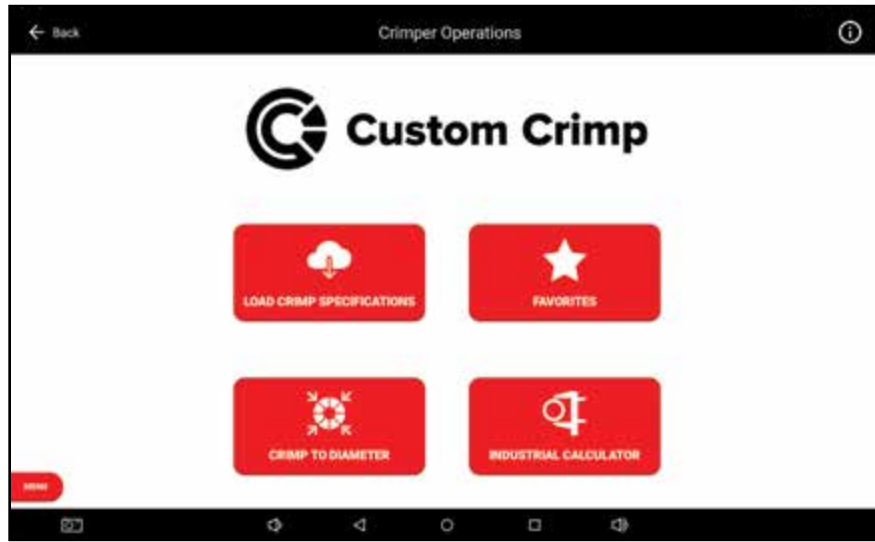 Back
Crimper Operations
Custom Crimp
LOAD CRIMP SPECIFICATIONS
FAVORITES
CRIMP TO DIAMETER
INDUSTRIAL CALCULATOR
MENU